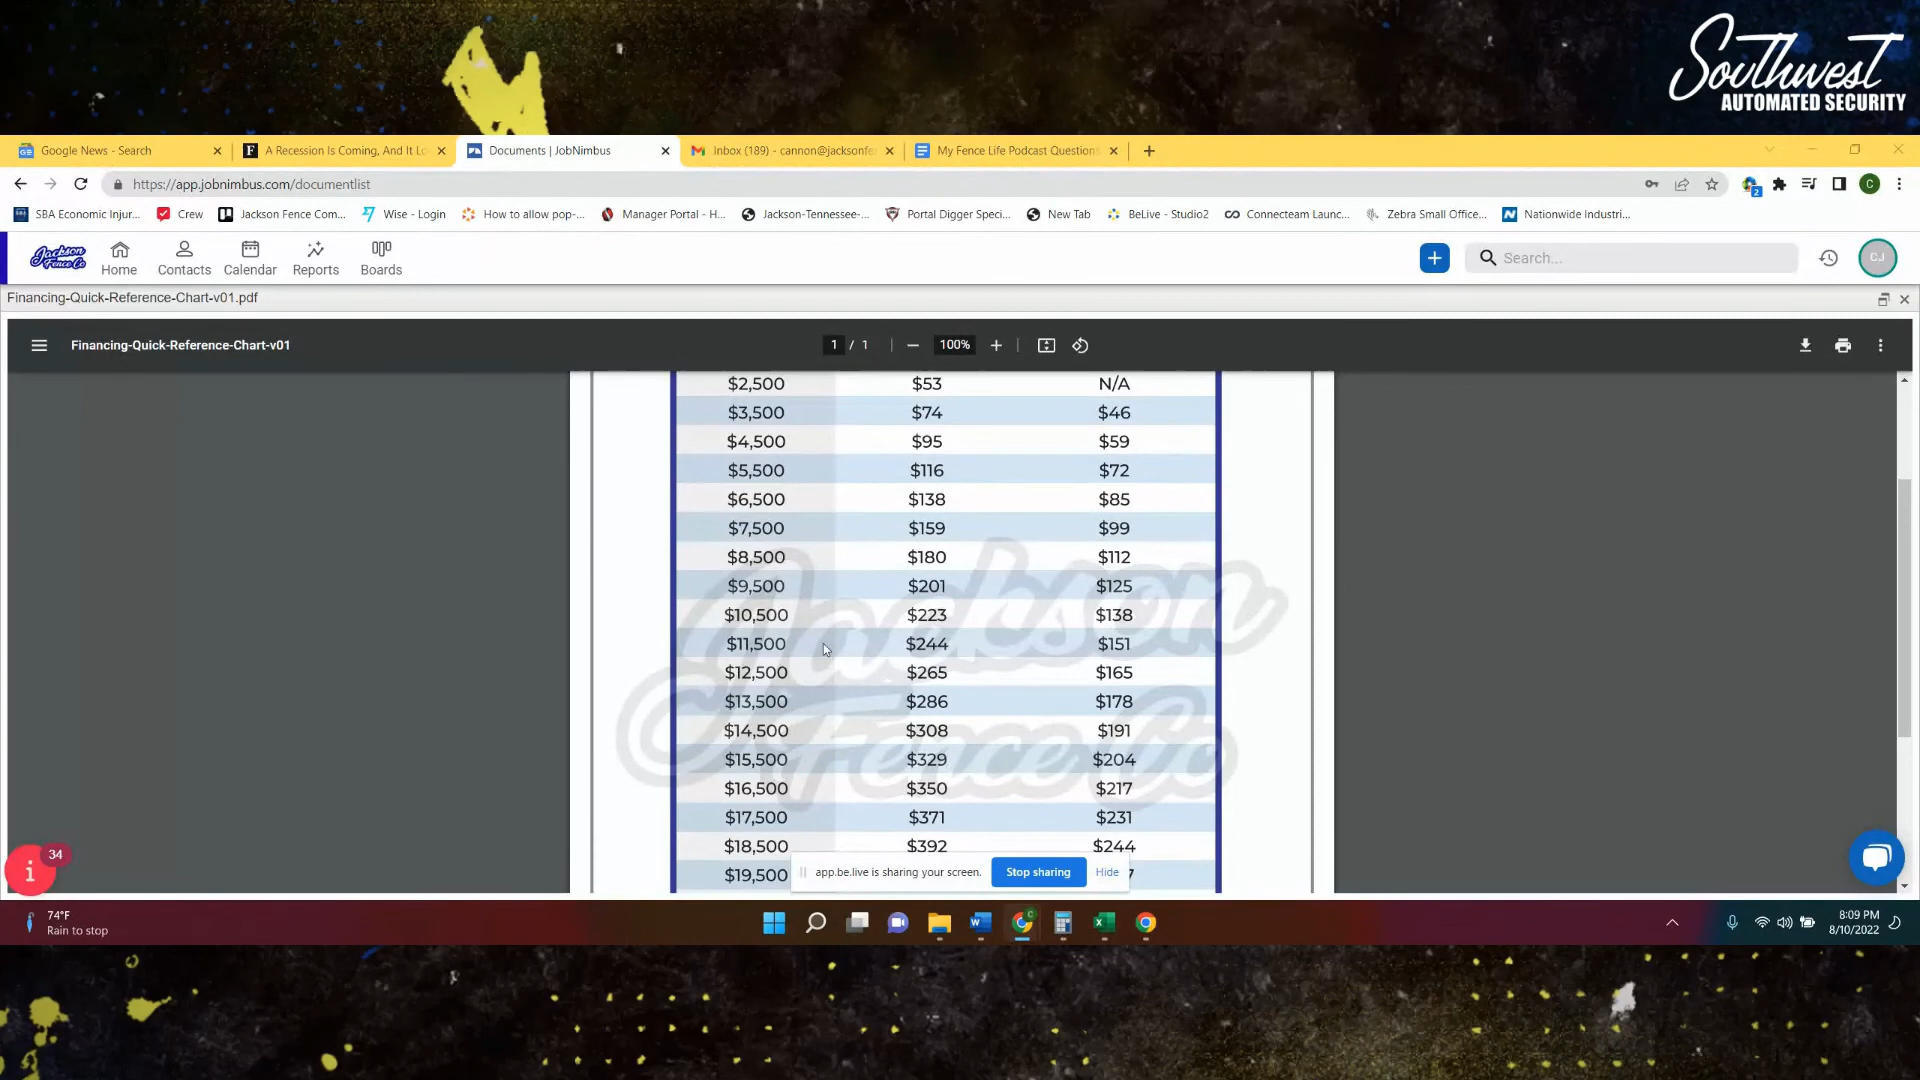 Southwest
AUTOMATED SECURITY
Google News - Search
A Recession Is Coming, And It Lo
Documents | JobNimbus
Inbox (189) - cannon@jacksonfe
My Fence Life Podcast Questions
https://app.jobnimbus.com/documentlist
2
C
SBA Economic Injur...
Crew
Jackson Fence Com...
Wise - Login
How to allow pop-...
Manager Portal - H...
Jackson-Tennessee-...
Portal Digger Speci...
New Tab
BeLive - Studio2
Connecteam Launc...
Zebra Small Office...
Nationwide Industri...
Jackson Fence Co
Home
Contacts
Calendar
Reports
Boards
Search...
CJ
Financing-Quick-Reference-Chart-v01.pdf
Financing-Quick-Reference-Chart-v01
1 / 1
100%
$2,500 $53 N/A
$3,500 $74 $46
$4,500 $95 $59
$5,500 $116 $72
$6,500 $138 $85
$7,500 $159 $99
$8,500 $180 $112
$9,500 $201 $125
$10,500 $223 $138
$11,500 $244 $151
$12,500 $265 $165
$13,500 $286 $178
$14,500 $308 $191
$15,500 $329 $204
$16,500 $350 $217
$17,500 $371 $231
$18,500 $392 $244
$19,500
Jackson
Fence Co
34
app.be.live is sharing your screen.
Stop sharing
Hide
74°F
Rain to stop
8:09 PM
8/10/2022